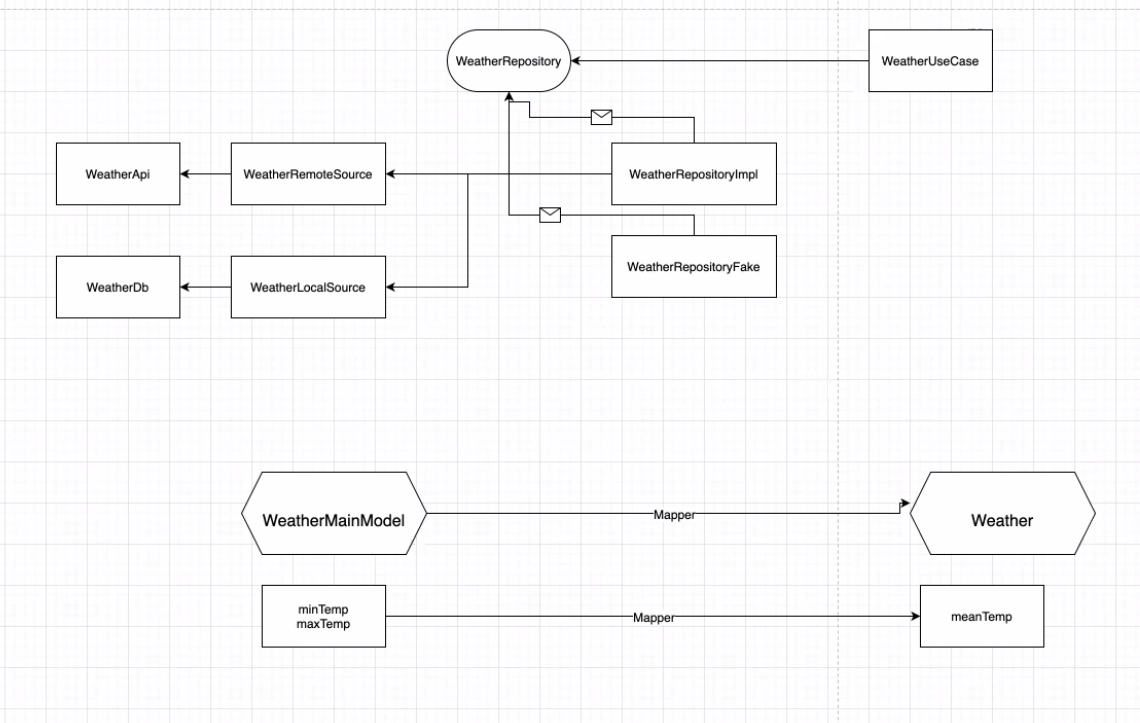 WeatherRepository
WeatherUseCase
WeatherApi
WeatherRemoteSource
WeatherRepositoryImpl
WeatherDb
WeatherLocalSource
WeatherRepositoryFake
WeatherMainModel
Mapper
Weather
minTemp
maxTemp
Mapper
meanTemp